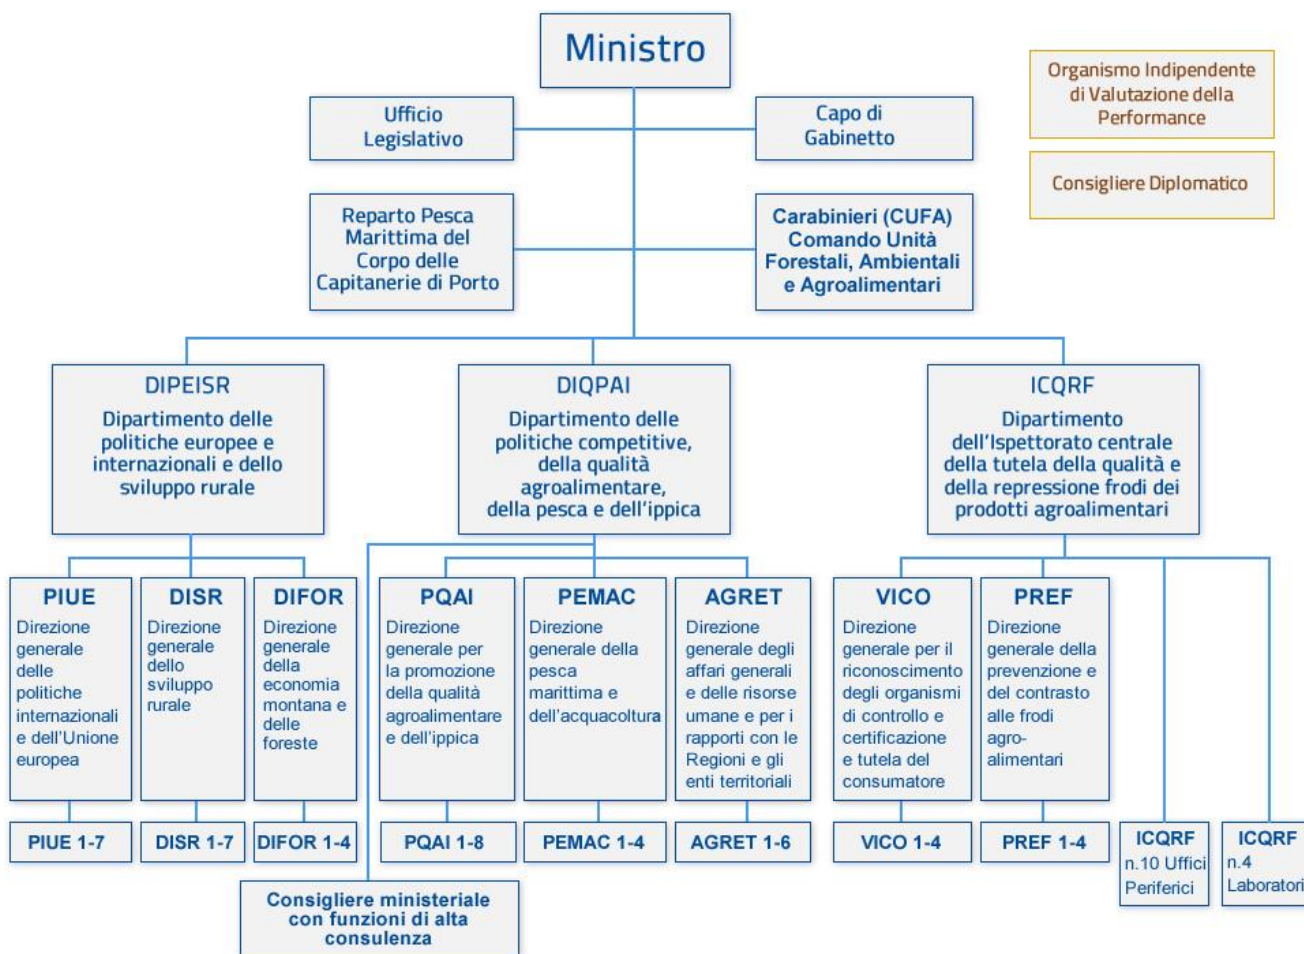 Ministro
Organismo Indipendente
di Valutazione della
Performance
Ufficio
Legislativo
Capo di
Gabinetto
Consigliere Diplomatico
Reparto Pesca
Marittima del
Corpo delle
Capitanerie di Porto
Carabinieri (CUFA)
Comando Unità
Forestali, Ambientali
e Agroalimentari
DIPEISR
Dipartimento delle
politiche europee e
internazionali e dello
sviluppo rurale
DIQPAI
Dipartimento delle
politiche competitive,
della qualità
agroalimentare,
della pesca e dell'ippica
ICQRF
Dipartimento
dell'Ispettorato centrale
della tutela della qualità e
della repressione frodi dei
prodotti agroalimentari
PIUE
Direzione
generale
delle
politiche
internazionali
e dell'Unione
europea
DISR
Direzione
generale
dello
sviluppo
rurale
DIFOR
Direzione
generale
della
economia
montana e
delle
foreste
PQAI
Direzione
generale per
la promozione
della qualità
agroalimentare
e dell'ippica
PEMAC
Direzione
generale della
pesca
marittima e
dell'acquacoltura
AGRET
Direzione
generale degli
affari generali
e delle risorse
umane e per i
rapporti con le
Regioni e gli
enti territoriali
VICO
Direzione
generale per il
riconoscimento
degli organismi
di controllo e
certificazione
e tutela del
consumatore
PREF
Direzione
generale della
prevenzione e
del contrasto
alle frodi
agro-
alimentari
PIUE 1-7
DISR 1-7
DIFOR 1-4
PQAI 1-8
PEMAC 1-4
AGRET 1-6
VICO 1-4
PREF 1-4
ICQRF
n.10 Uffici
Periferici
ICQRF
n.4
Laboratori
Consigliere ministeriale
con funzioni di alta
consulenza